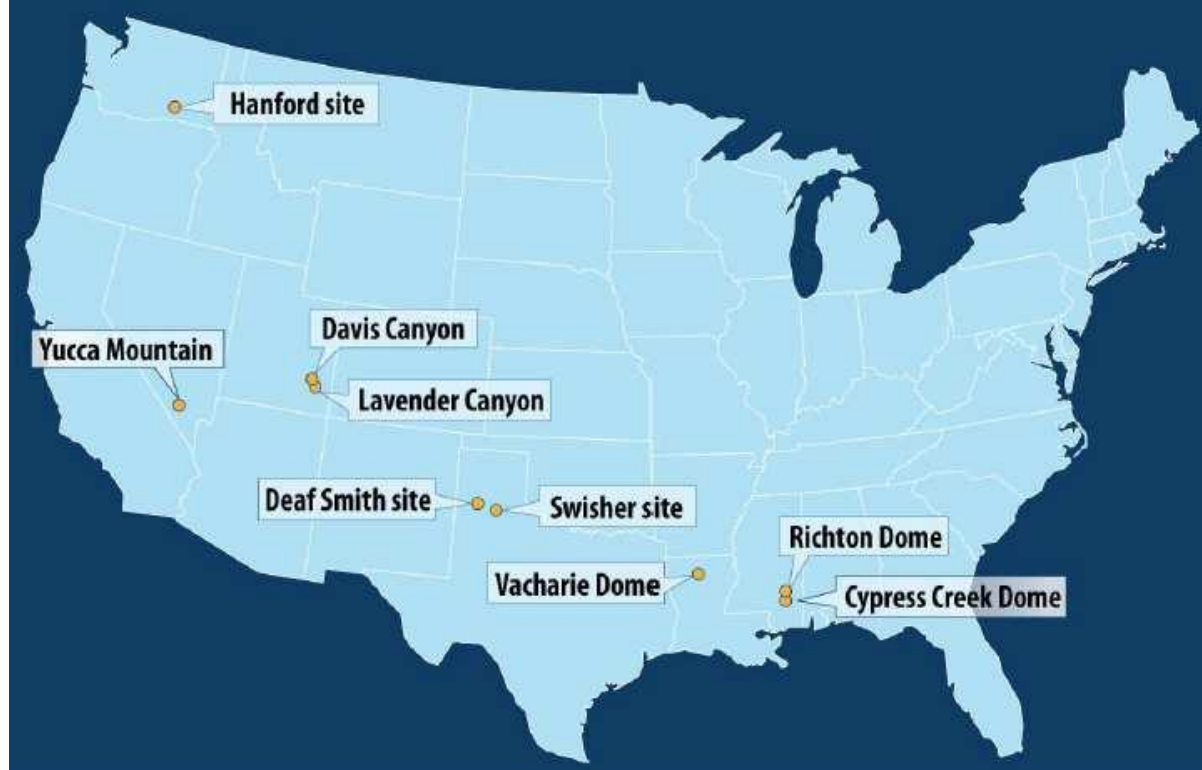 Hanford site
Davis Canyon
Yucca Mountain
Lavender Canyon
Deaf Smith site
Swisher site
Richton Dome
Vacharie Dome
Cypress Creek Dome